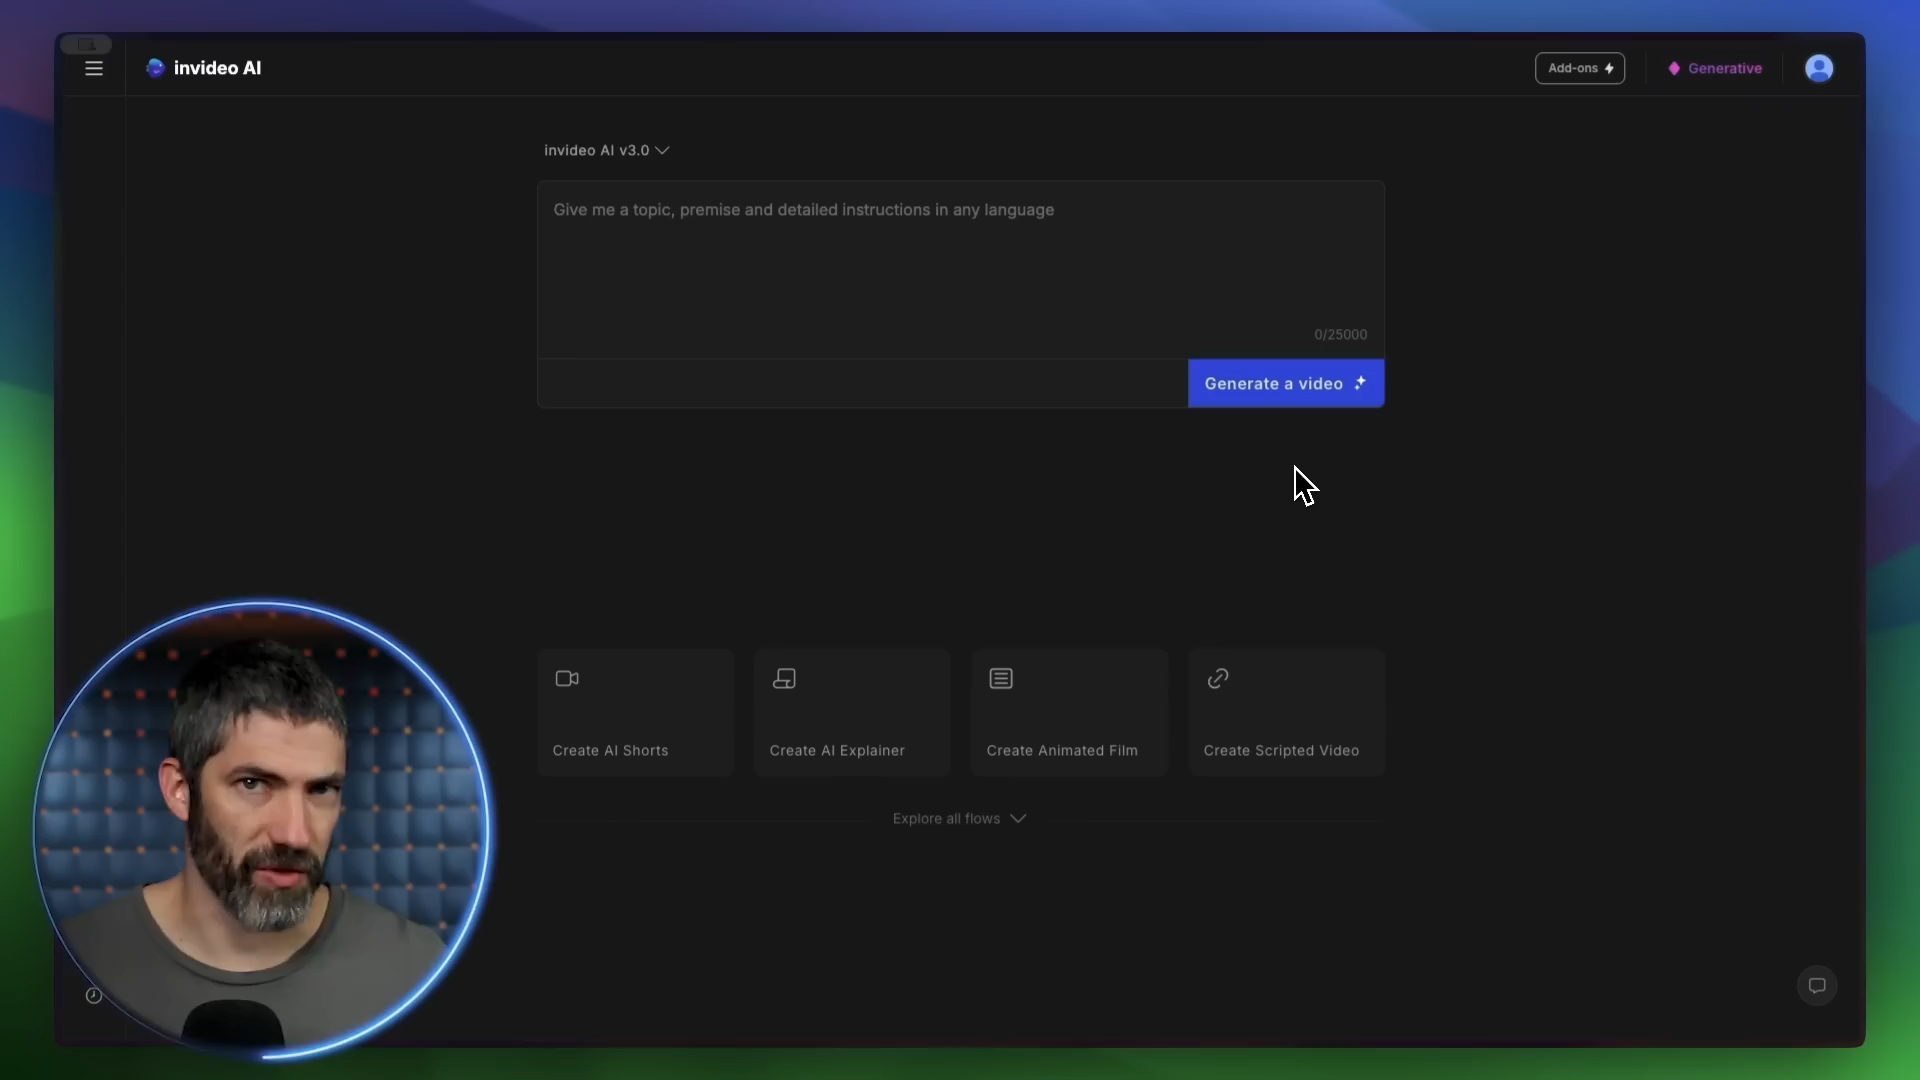 invideo AI
Add-ons
Generative
invideo AI v3.0
Give me a topic, premise and detailed instructions in any language
0/25000
Generate a video
Create AI Shorts
Create AI Explainer
Create Animated Film
Create Scripted Video
Explore all flows